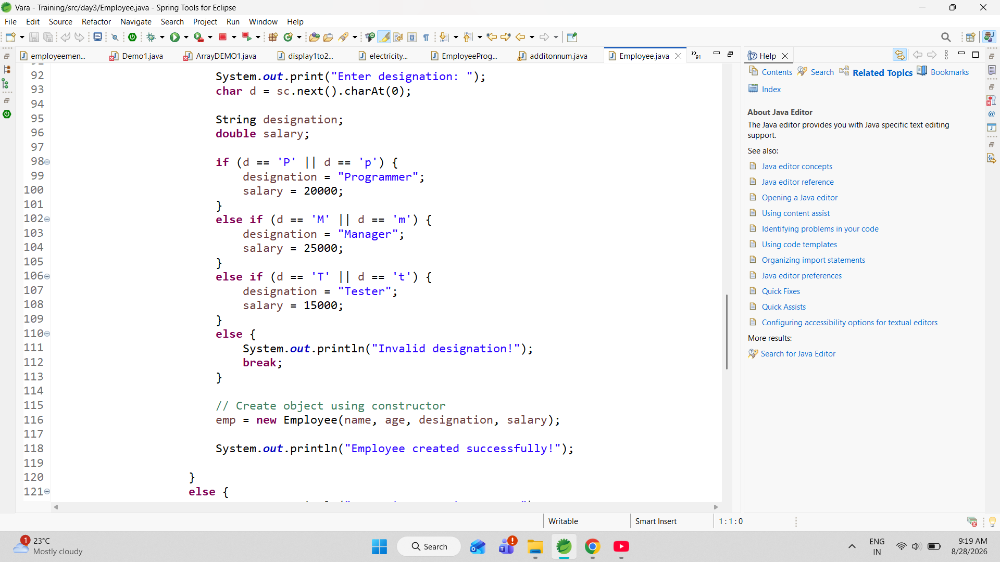 Vara - Training/src/day3/Employee.java - Spring Tools for Eclipse
File Edit Source Refactor Navigate Search Project Run Window Help
employeemen... Demo1.java ArrayDEMO1.java display1to2... electricity... EmployeeProg... additonnum.java Employee.java »91
92 System.out.print("Enter designation: ");
93 char d = sc.next().charAt(0);
94
95 String designation;
96 double salary;
97
98 if (d == 'P' || d == 'p') {
99 designation = "Programmer";
100 salary = 20000;
101 }
102 else if (d == 'M' || d == 'm') {
103 designation = "Manager";
104 salary = 25000;
105 }
106 else if (d == 'T' || d == 't') {
107 designation = "Tester";
108 salary = 15000;
109 }
110 else {
111 System.out.println("Invalid designation!");
112 break;
113 }
114
115 // Create object using constructor
116 emp = new Employee(name, age, designation, salary);
117
118 System.out.println("Employee created successfully!");
119
120 }
121 else {
Help
Contents Search Related Topics Bookmarks
Index
About Java Editor
The Java editor provides you with Java specific text editing
support.
See also:
Java editor concepts
Java editor reference
Opening a Java editor
Using content assist
Identifying problems in your code
Using code templates
Organizing import statements
Java editor preferences
Quick Fixes
Quick Assists
Configuring accessibility options for textual editors
More results:
Search for Java Editor
Writable Smart Insert 1 : 1 : 0
1 23°C
Mostly cloudy
Search
ENG
IN
9:19 AM
8/28/2026